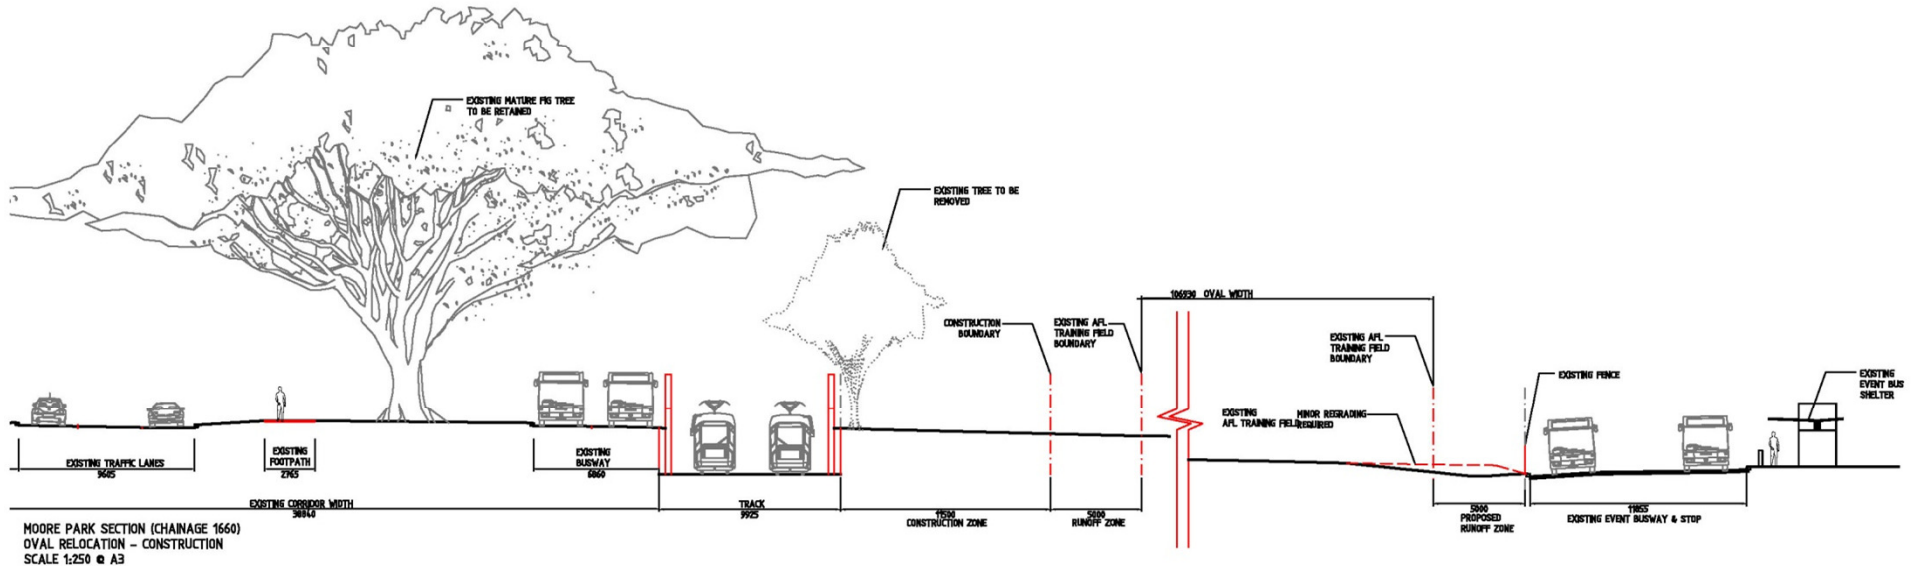 EXISTING MATURE FIG TREE
TO BE RETAINED
EXISTING TREE TO BE
REMOVED
106930 OVAL WIDTH
CONSTRUCTION
BOUNDARY
EXISTING AFL
TRAINING FIELD
BOUNDARY
EXISTING AFL
TRAINING FIELD
BOUNDARY
EXISTING FENCE
EXISTING
EVENT BUS
SHELTER
EXISTING
AFL TRAINING FIELD
MINOR REGRADING
REQUIRED
EXISTING TRAFFIC LANES
9605
EXISTING
FOOTPATH
2765
EXISTING
BUSWAY
6860
EXISTING CORRIDOR WIDTH
38860
TRACK
9925
11500
CONSTRUCTION ZONE
5000
RUNOFF ZONE
5000
PROPOSED
RUNOFF ZONE
11855
EXISTING EVENT BUSWAY & STOP
MOORE PARK SECTION (CHAINAGE 1660)
OVAL RELOCATION - CONSTRUCTION
SCALE 1:250 @ A3